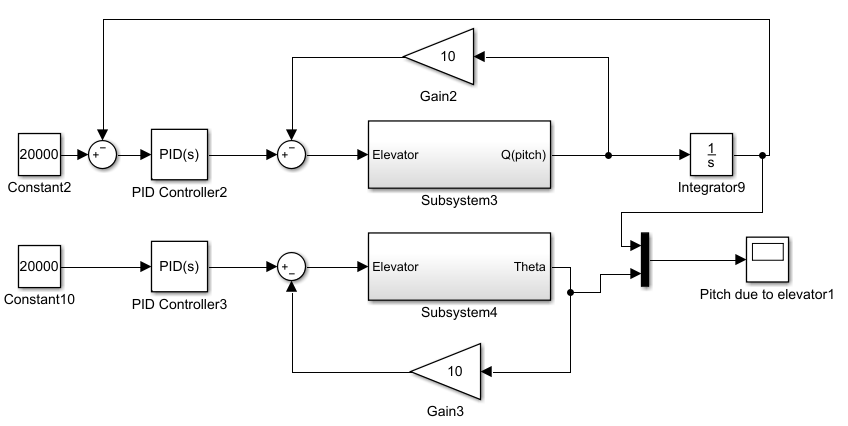 10
Gain2
20000
Constant2
+
−
PID(s)
PID Controller2
+
−
Elevator
Q(pitch)
Subsystem3
1
s
Integrator9
20000
Constant10
PID(s)
PID Controller3
+
−
Elevator
Theta
Subsystem4
Pitch due to elevator1
10
Gain3